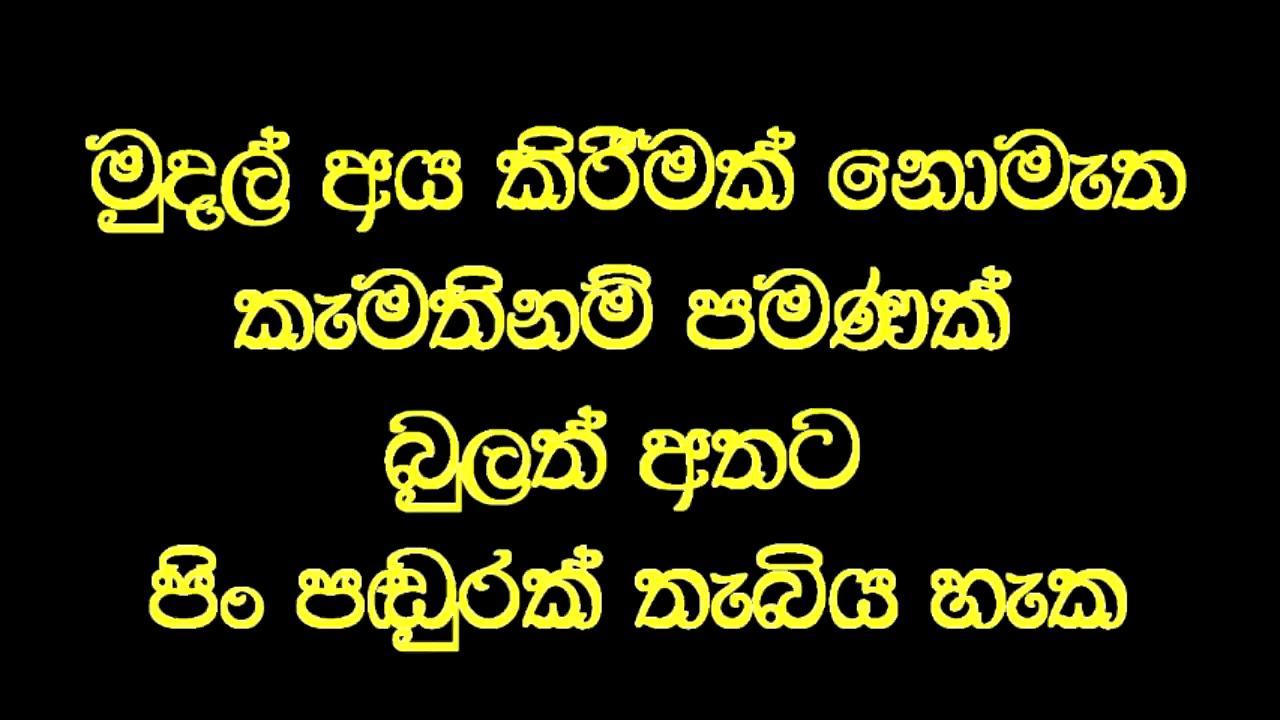 මුදල් අය කිරීමක් නොමැත
කැමතිනම් පමණක්
බුලත් අතට
පිං පඬුරක් තැබිය හැක